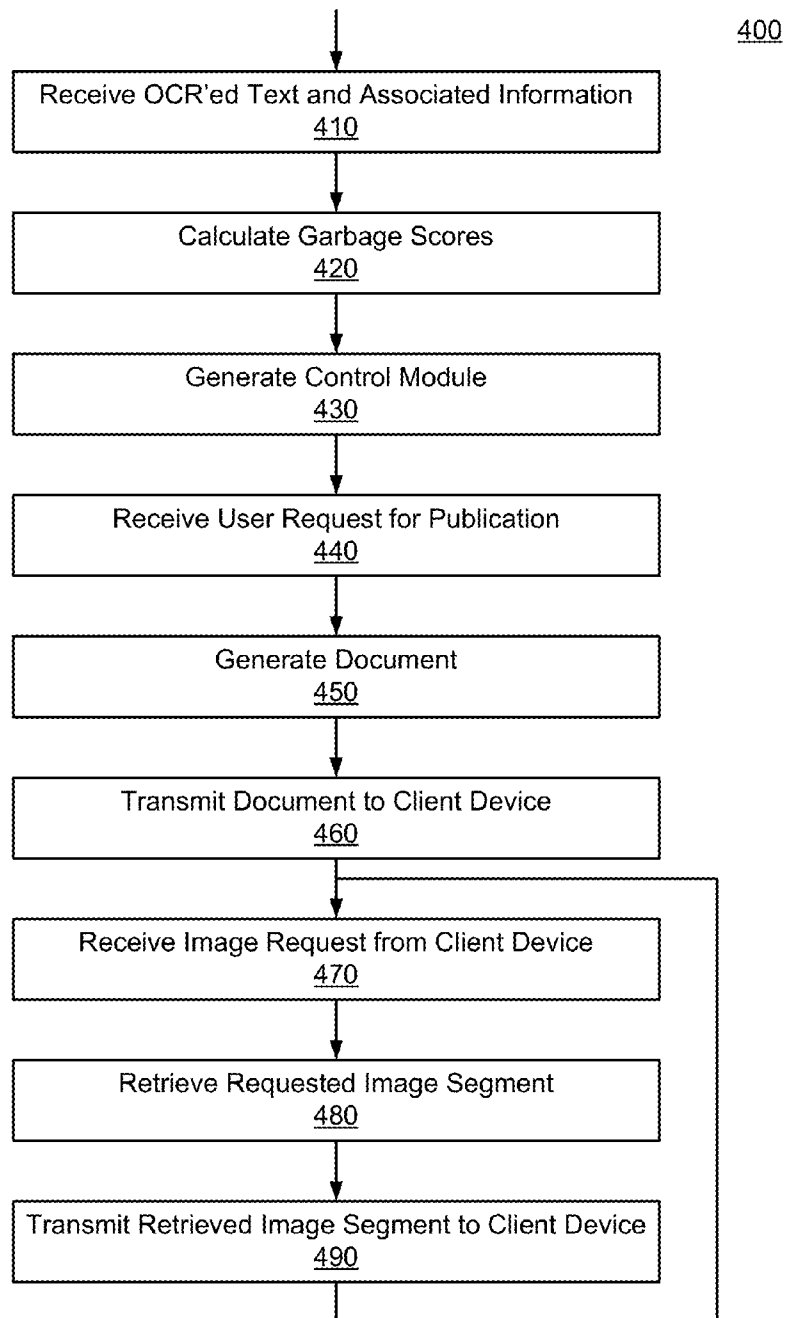 400
Receive OCR'ed Text and Associated Information
410
Calculate Garbage Scores
420
Generate Control Module
430
Receive User Request for Publication
440
Generate Document
450
Transmit Document to Client Device
460
Receive Image Request from Client Device
470
Retrieve Requested Image Segment
480
Transmit Retrieved Image Segment to Client Device
490